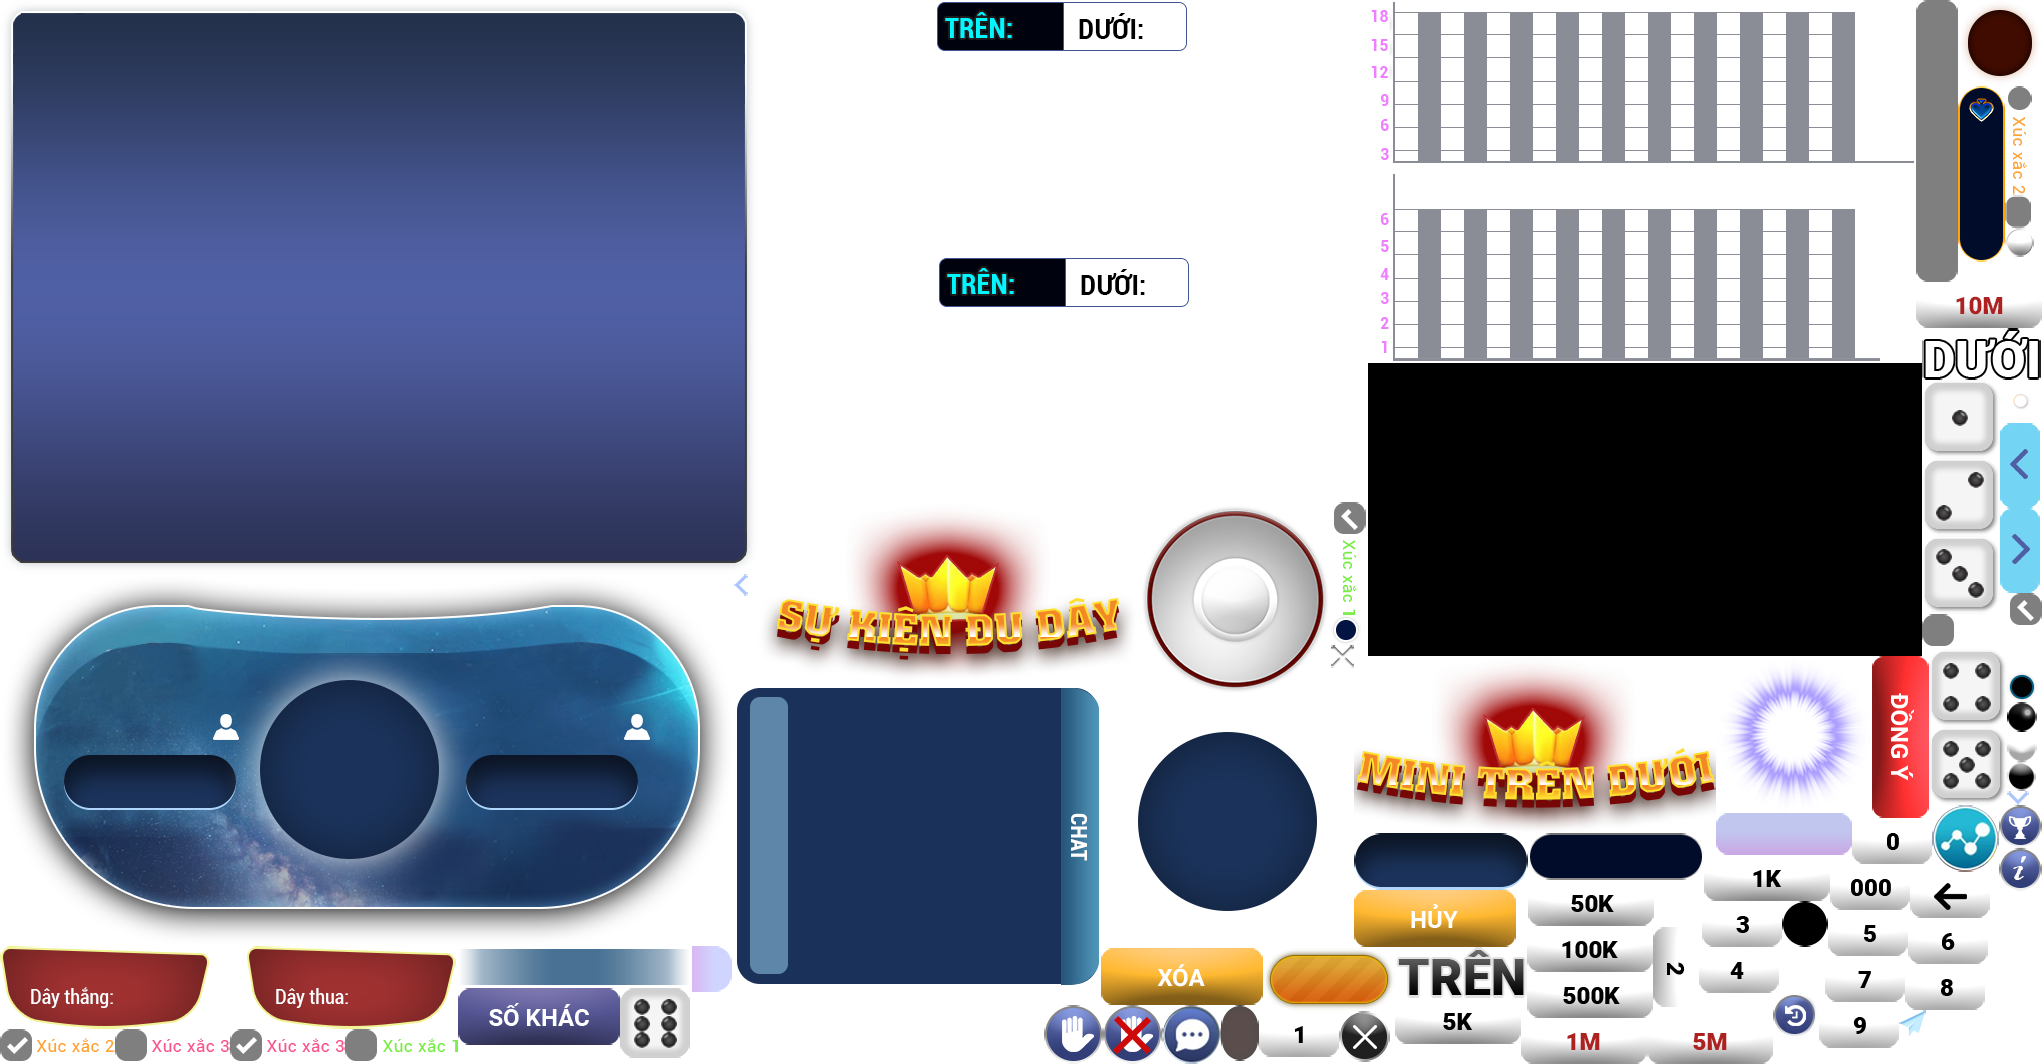 TRÊN:
DƯỚI:
18
15
12
9
6
3
Xúc xắc 2
TRÊN:
DƯỚI:
6
5
4
3
2
1
10M
DƯỚI
SỰ KIỆN ĐU DÂY
Xúc xắc 1
MINI TRÊN DƯỚI
ĐỒNG Ý
CHAT
0
1K
000
HỦY
50K
3
5
6
100K
2
4
7
8
XÓA
TRÊN
500K
Dây thắng:
Dây thua:
SỐ KHÁC
1
5K
9
Xúc xắc 2
Xúc xắc 3
Xúc xắc 3
Xúc xắc 1
1M
5M